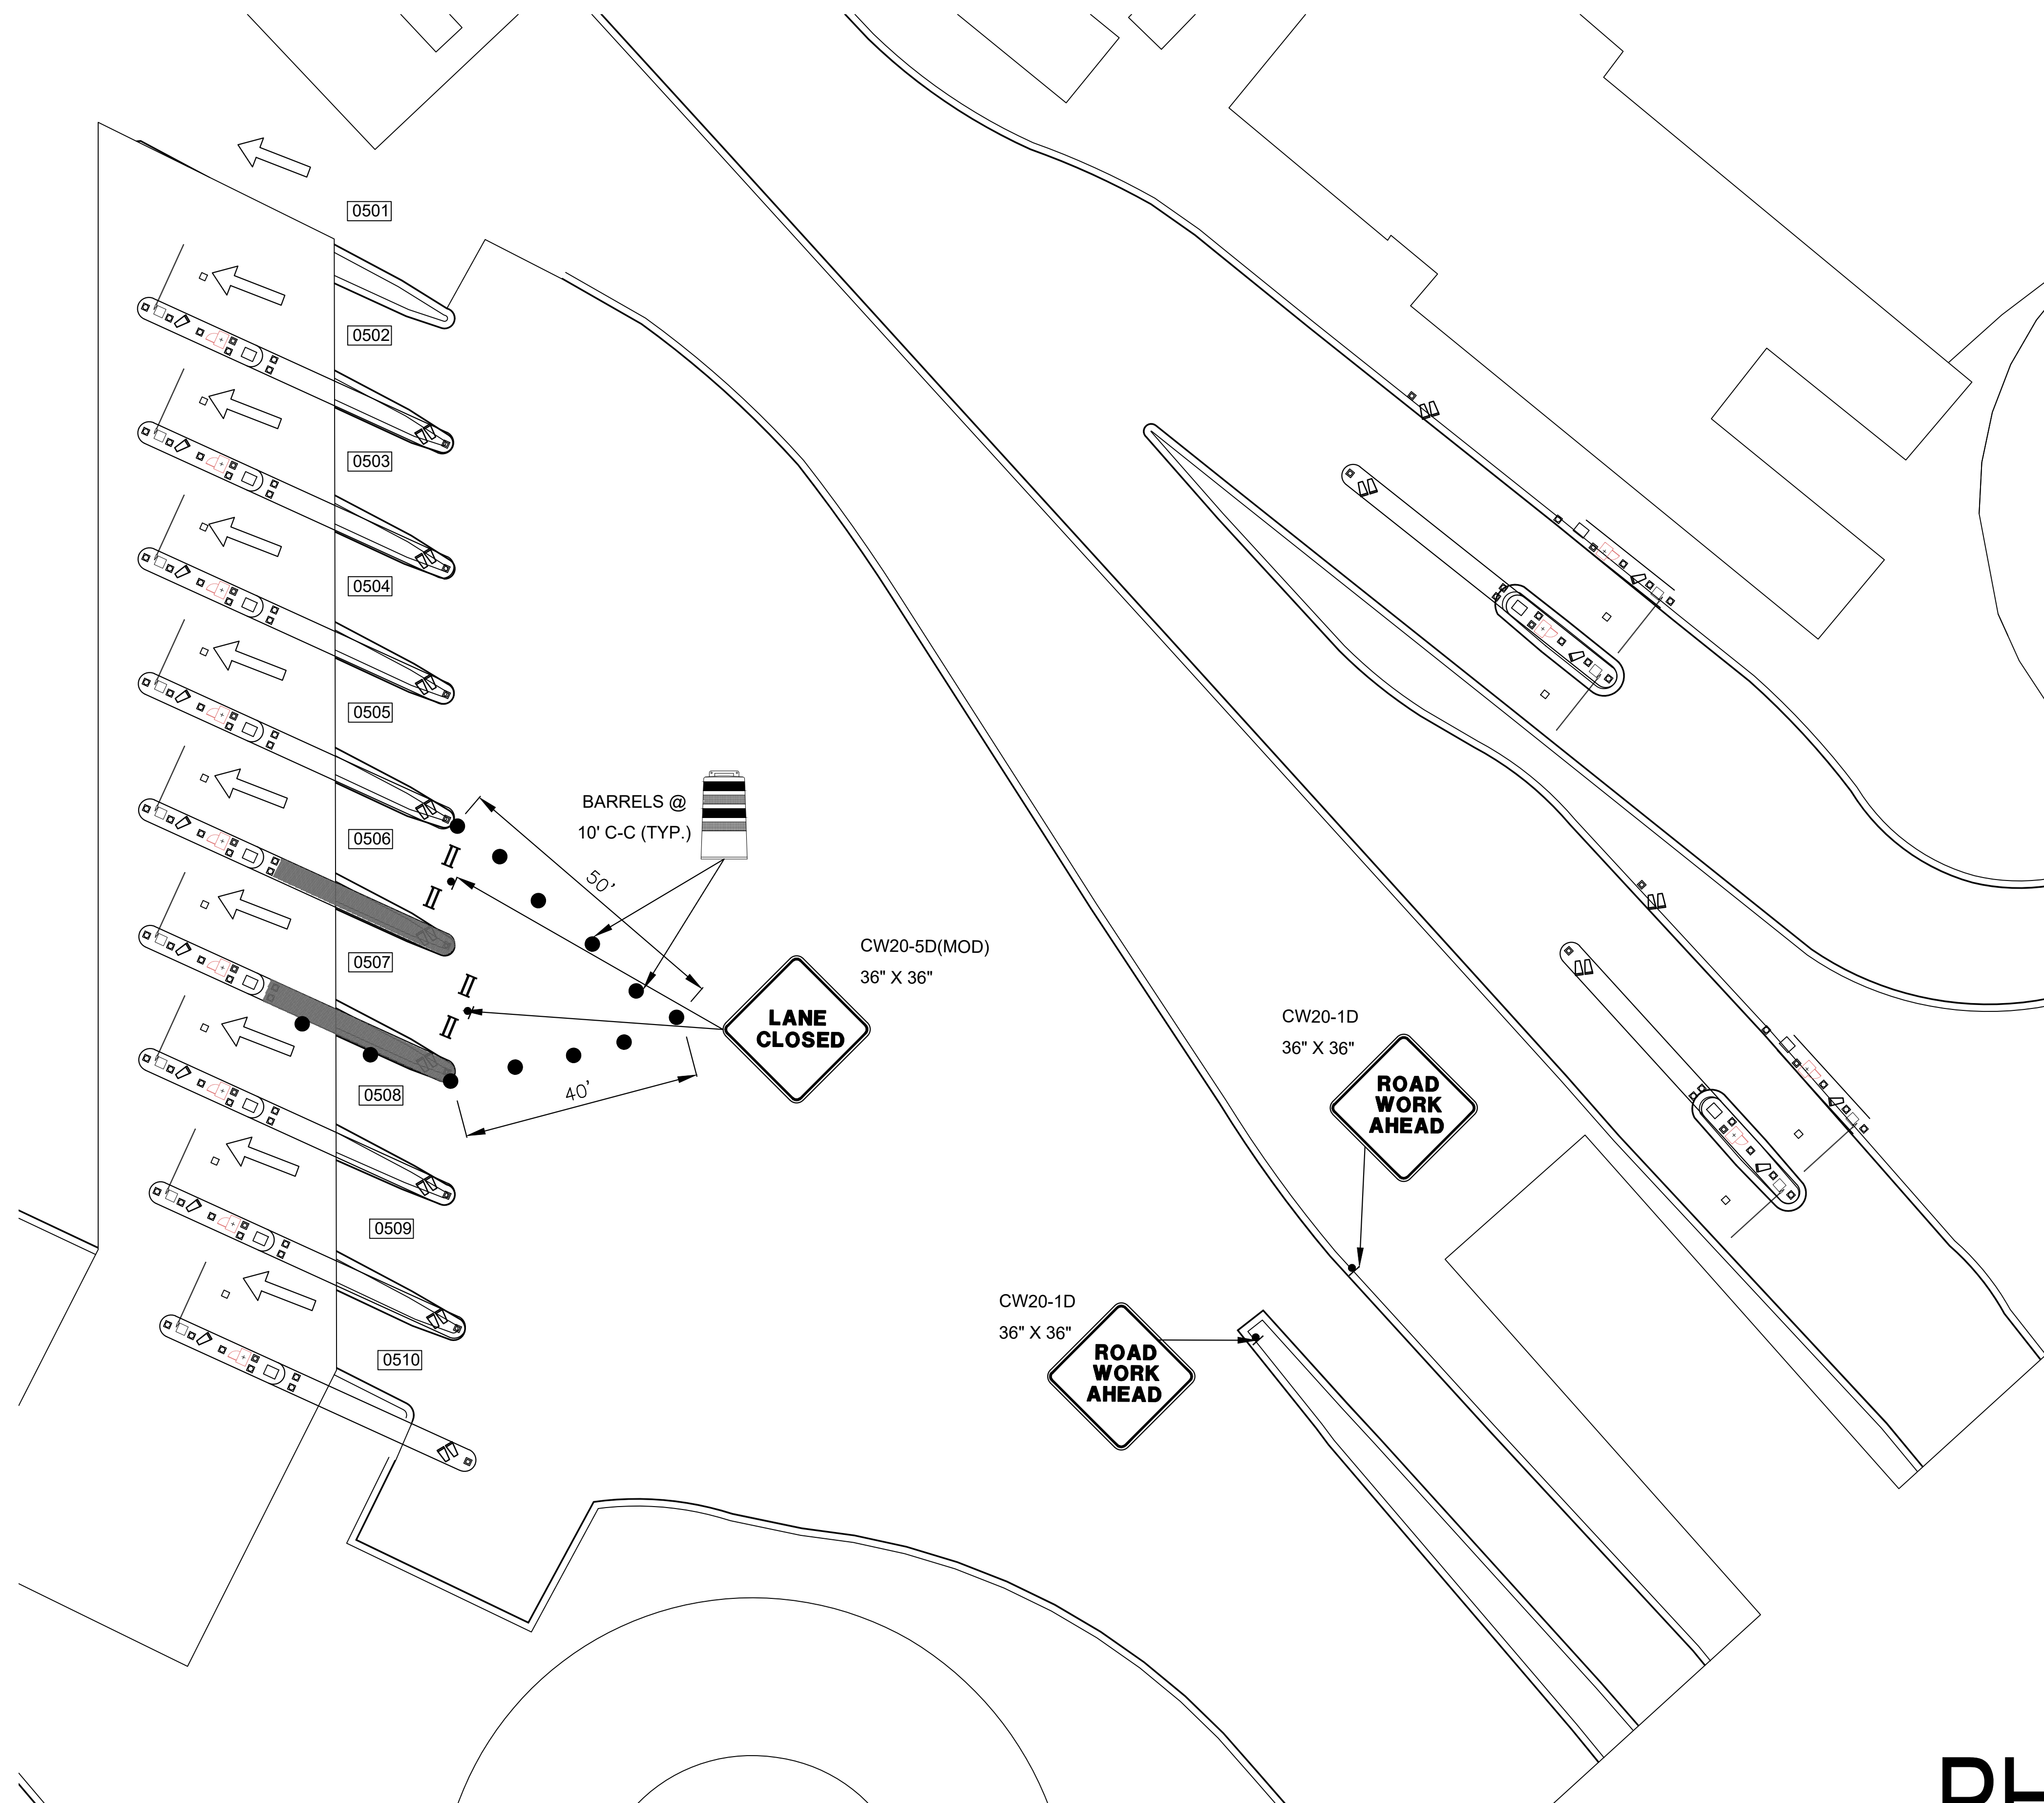 0501
0502
0503
0504
0505
BARRELS @
10' C-C (TYP.)
0506
50'
CW20-5D(MOD)
36" X 36"
0507
LANE
CLOSED
CW20-1D
36" X 36"
ROAD
WORK
AHEAD
0508
40'
0509
CW20-1D
36" X 36"
ROAD
WORK
AHEAD
0510